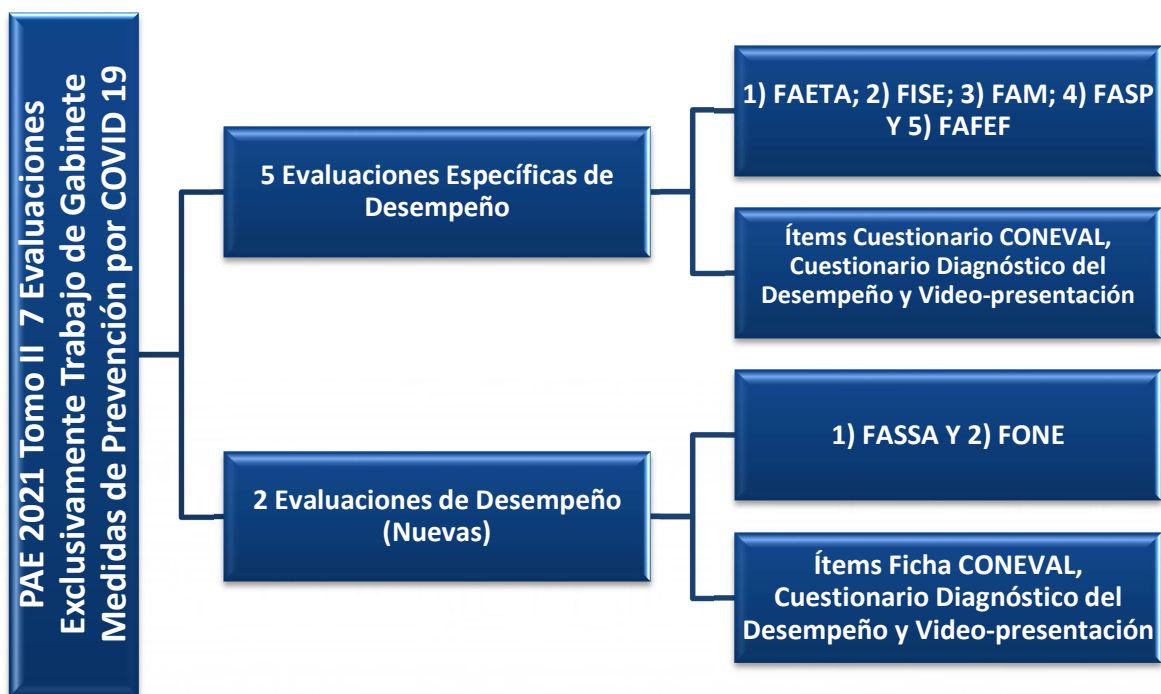 PAE 2021 Tomo II  7 Evaluaciones
Exclusivamente Trabajo de Gabinete
Medidas de Prevención por COVID 19
5 Evaluaciones Específicas de
Desempeño
1) FAETA; 2) FISE; 3) FAM; 4) FASP
Y 5) FAFEF
Ítems Cuestionario CONEVAL,
Cuestionario Diagnóstico del
Desempeño y Video-presentación
2 Evaluaciones de Desempeño
(Nuevas)
1) FASSA Y 2) FONE
Ítems Ficha CONEVAL,
Cuestionario Diagnóstico del
Desempeño y Video-presentación